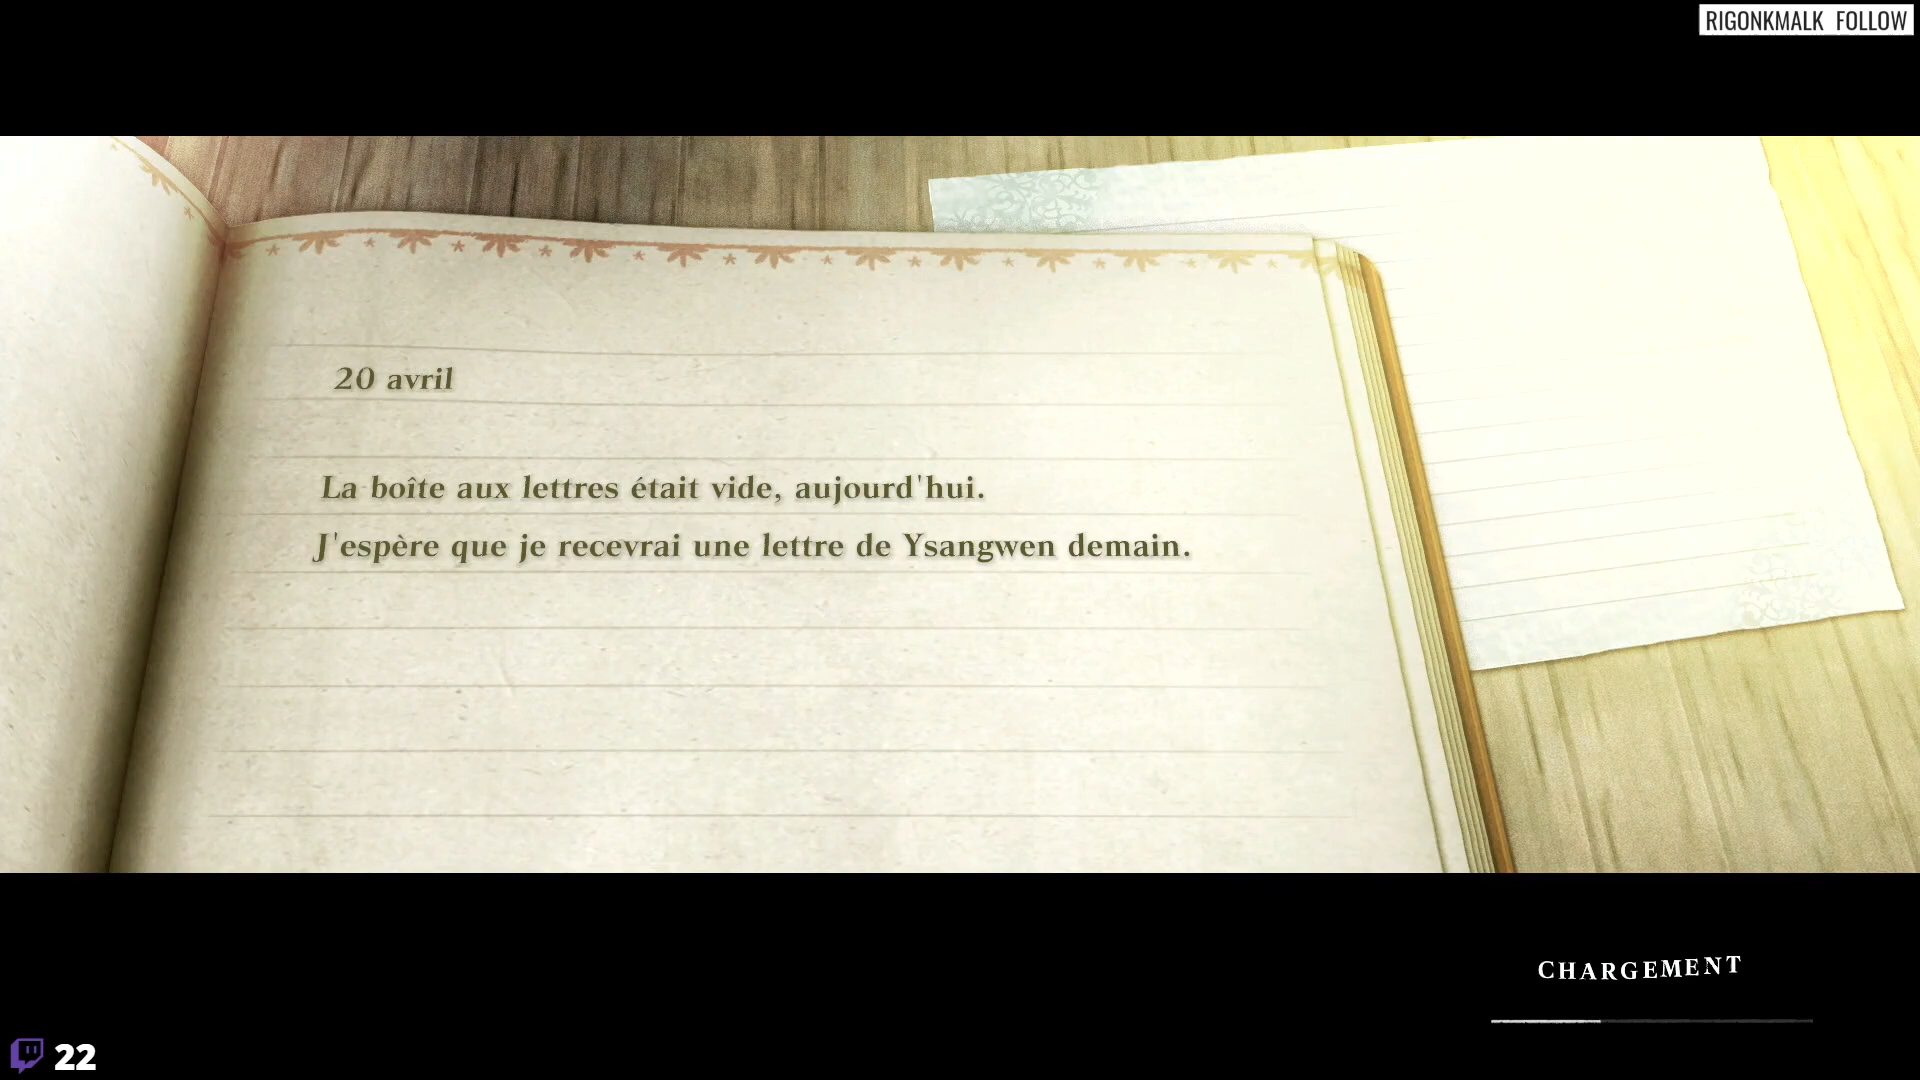 RIGONKMALK FOLLOW
20 avril
La boîte aux lettres était vide, aujourd'hui.
J'espère que je recevrai une lettre de Ysangwen demain.
CHARGEMENT
22